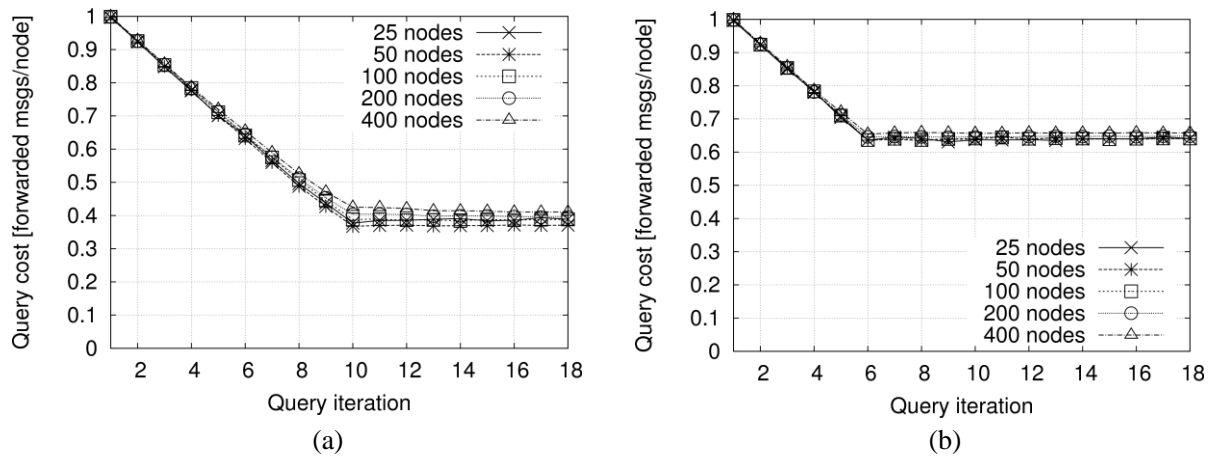 Query cost [forwarded msgs/node]
1
0.9
0.8
0.7
0.6
0.5
0.4
0.3
0.2
0.1
0
25 nodes
50 nodes
100 nodes
200 nodes
400 nodes
2 4 6 8 10 12 14 16 18
Query iteration
(a)
Query cost [forwarded msgs/node]
1
0.9
0.8
0.7
0.6
0.5
0.4
0.3
0.2
0.1
0
25 nodes
50 nodes
100 nodes
200 nodes
400 nodes
2 4 6 8 10 12 14 16 18
Query iteration
(b)